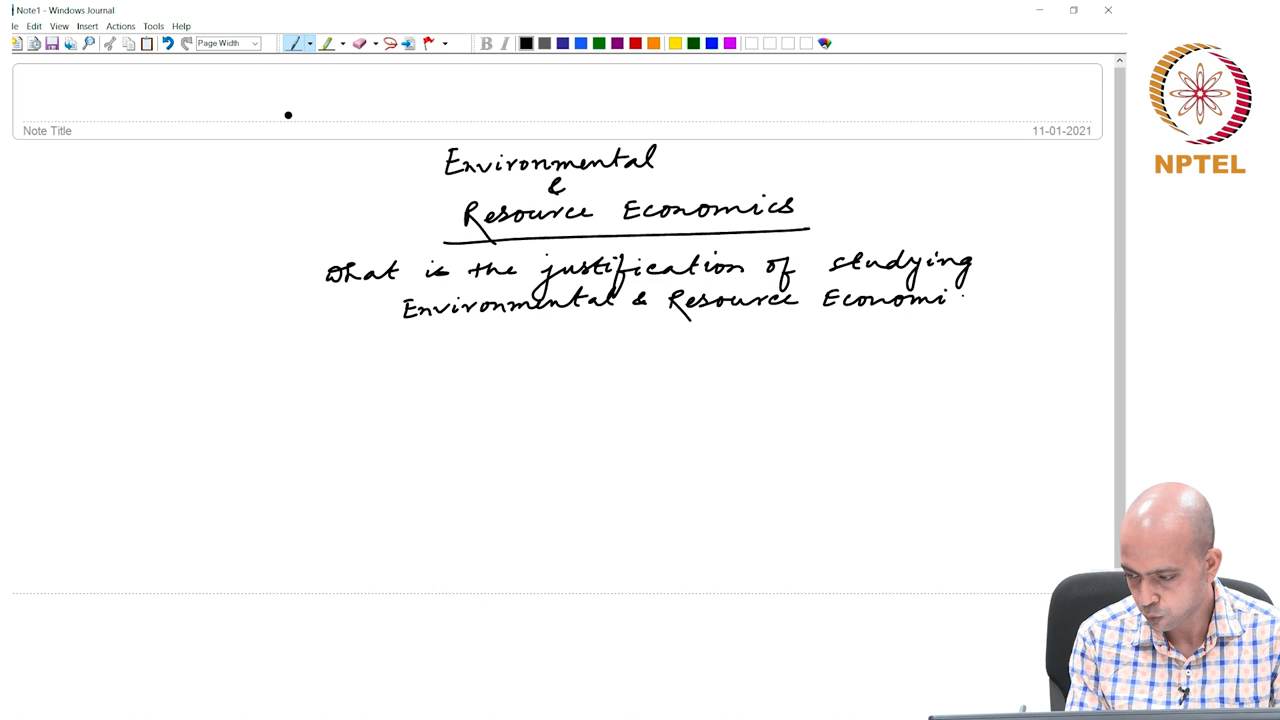 Note1 - Windows Journal
le Edit View Insert Actions Tools Help
Page Width
B I
Note Title
11-01-2021
NPTEL
Environmental
&
Resource Economics
What is the justification of studying
Environmental & Resource Economi